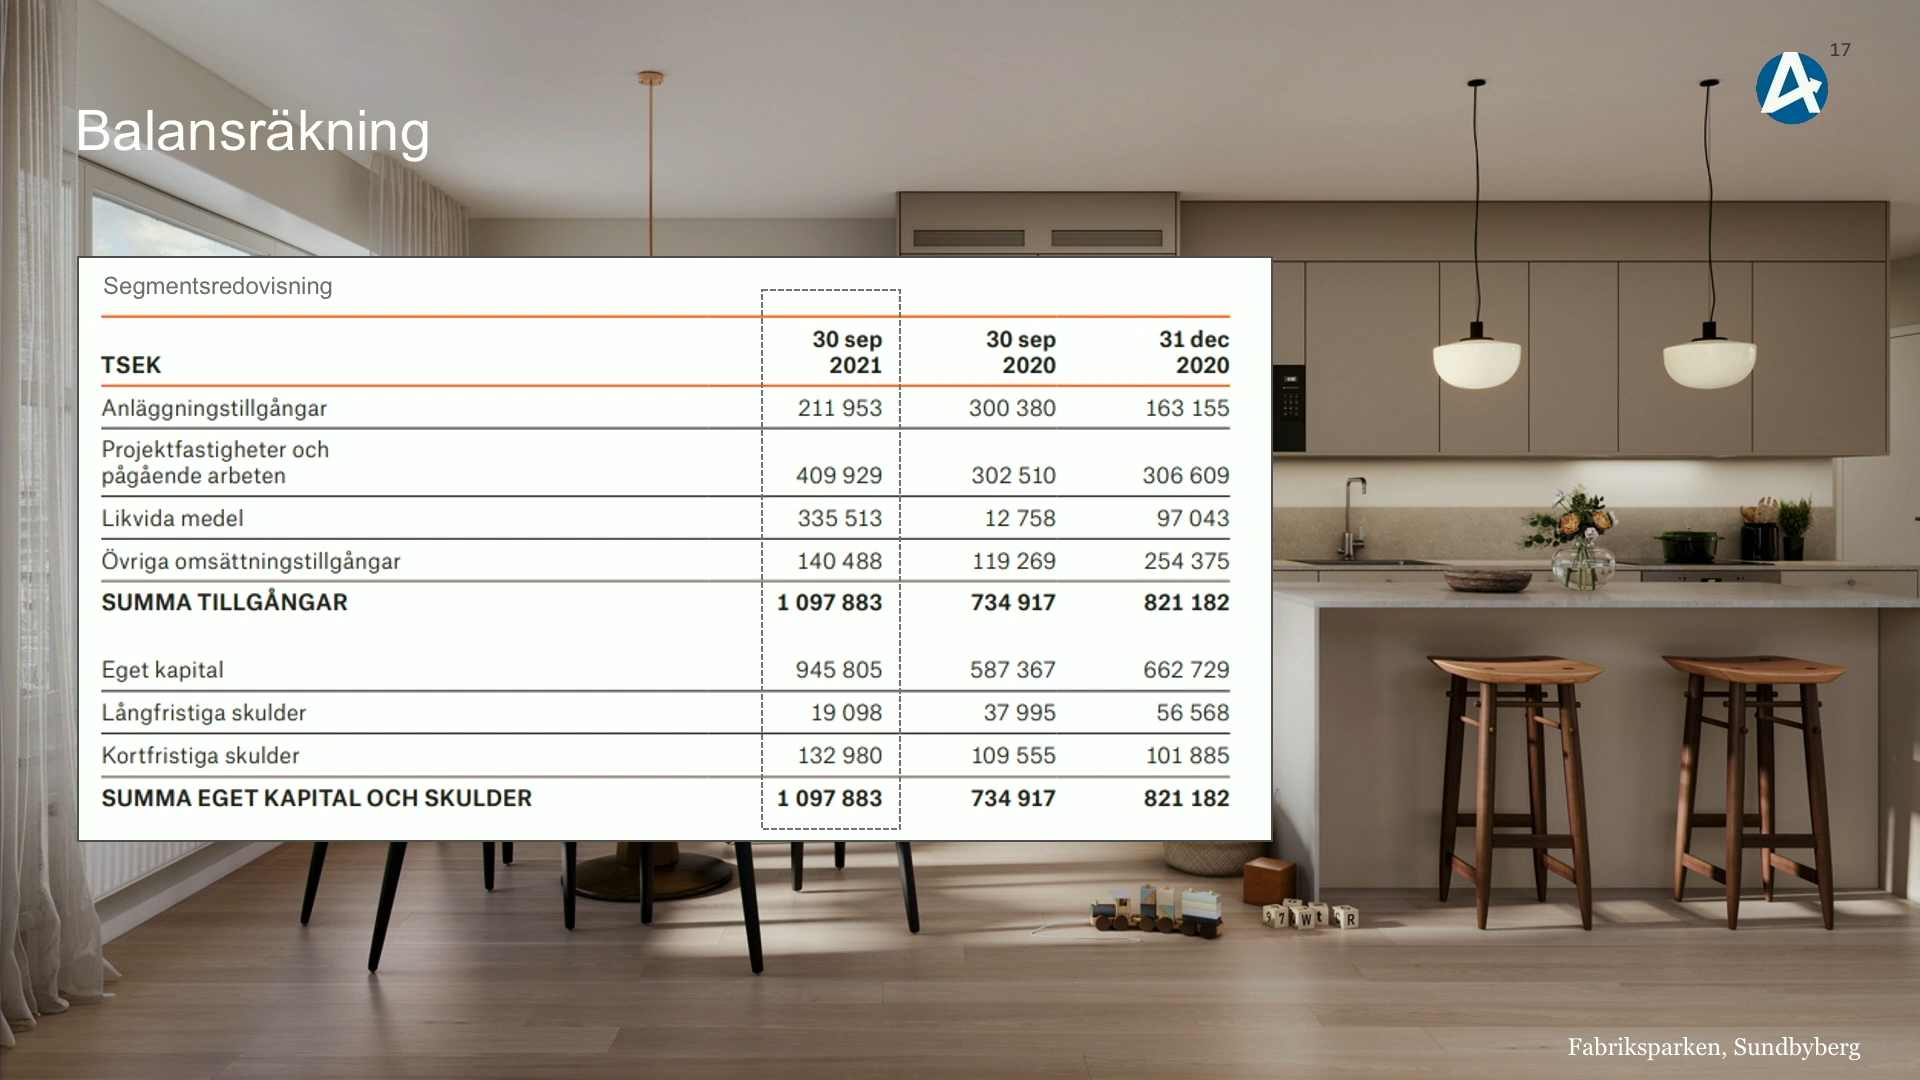 17
Balansräkning
Segmentsredovisning
TSEK 30 sep 2021 30 sep 2020 31 dec 2020
Anläggningstillgångar 211 953 300 380 163 155
Projektfastigheter och
pågående arbeten 409 929 302 510 306 609
Likvida medel 335 513 12 758 97 043
Övriga omsättningstillgångar 140 488 119 269 254 375
SUMMA TILLGÅNGAR 1 097 883 734 917 821 182
Eget kapital 945 805 587 367 662 729
Långfristiga skulder 19 098 37 995 56 568
Kortfristiga skulder 132 980 109 555 101 885
SUMMA EGET KAPITAL OCH SKULDER 1 097 883 734 917 821 182
Fabriksparken, Sundbyberg